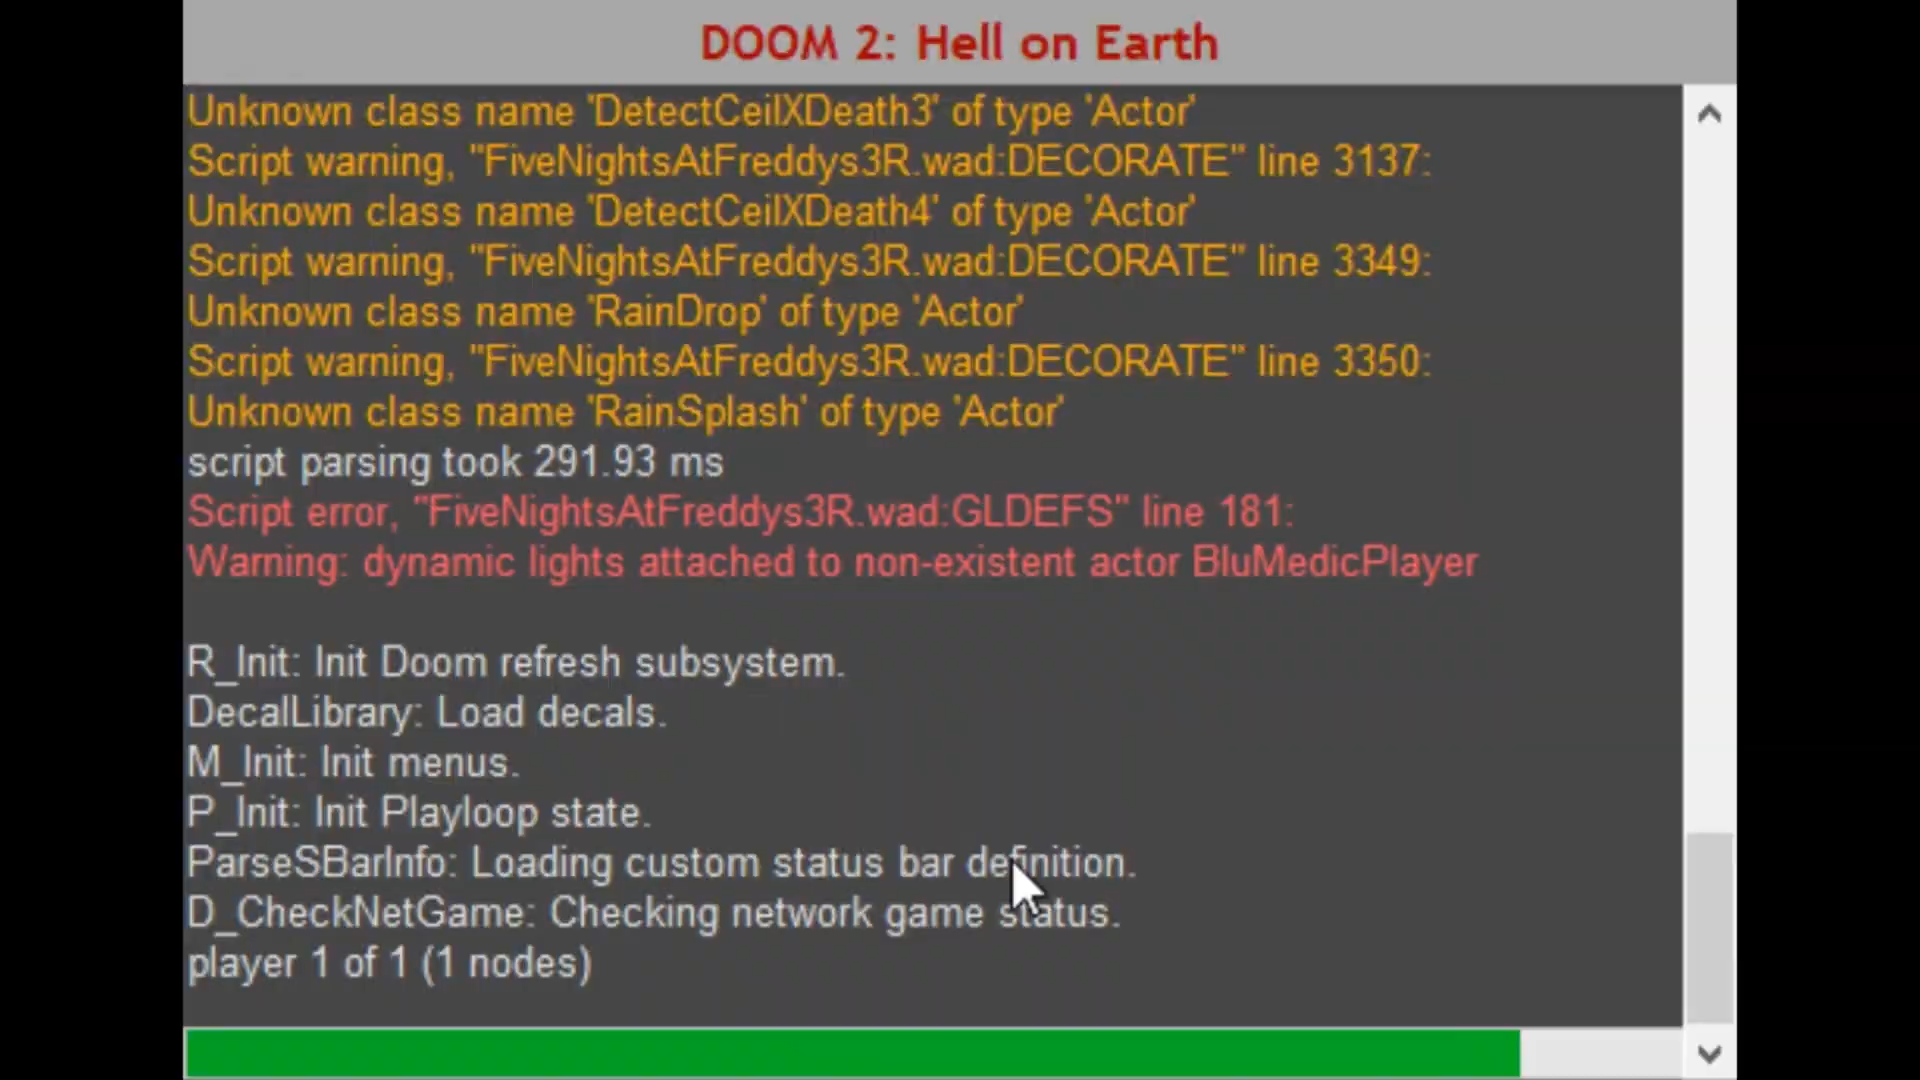 DOOM 2: Hell on Earth
Unknown class name 'DetectCeilXDeath3' of type 'Actor'
Script warning, "FiveNightsAtFreddys3R.wad:DECORATE" line 3137:
Unknown class name 'DetectCeilXDeath4' of type 'Actor'
Script warning, "FiveNightsAtFreddys3R.wad:DECORATE" line 3349:
Unknown class name 'RainDrop' of type 'Actor'
Script warning, "FiveNightsAtFreddys3R.wad:DECORATE" line 3350:
Unknown class name 'RainSplash' of type 'Actor'
script parsing took 291.93 ms
Script error, "FiveNightsAtFreddys3R.wad:GLDEFS" line 181:
Warning: dynamic lights attached to non-existent actor BluMedicPlayer
R_Init: Init Doom refresh subsystem.
DecalLibrary: Load decals.
M_Init: Init menus.
P_Init: Init Playloop state.
ParseSBarInfo: Loading custom status bar definition.
D_CheckNetGame: Checking network game status.
player 1 of 1 (1 nodes)